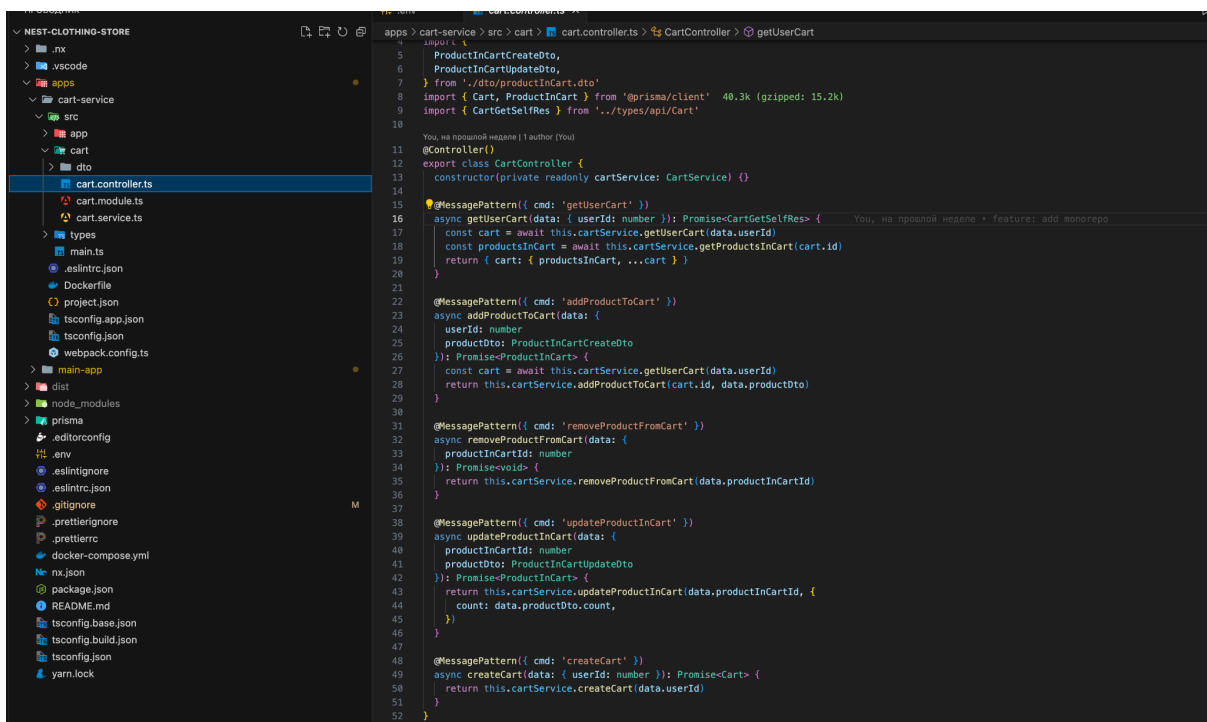 ПРОВОДНИК
NEST-CLOTHING-STORE
.nx
.vscode
apps
cart-service
src
app
cart
dto
cart.controller.ts
cart.module.ts
cart.service.ts
types
main.ts
.eslintrc.json
Dockerfile
project.json
tsconfig.app.json
tsconfig.json
webpack.config.ts
main-app
dist
node_modules
prisma
.editorconfig
.env
.eslintignore
.eslintrc.json
.gitignore M
.prettierignore
.prettierrc
docker-compose.yml
nx.json
package.json
README.md
tsconfig.base.json
tsconfig.build.json
tsconfig.json
yarn.lock
.env cart.controller.ts
apps > cart-service > src > cart > cart.controller.ts > CartController > getUserCart
4 import {
5 ProductInCartCreateDto,
6 ProductInCartUpdateDto,
7 } from './dto/productInCart.dto'
8 import { Cart, ProductInCart } from '@prisma/client' 40.3k (gzipped: 15.2k)
9 import { CartGetSelfRes } from '../types/api/Cart'
10
You, на прошлой неделе | 1 author (You)
11 @Controller()
12 export class CartController {
13 constructor(private readonly cartService: CartService) {}
14
15 @MessagePattern({ cmd: 'getUserCart' })
16 async getUserCart(data: { userId: number }): Promise<CartGetSelfRes> { You, на прошлой неделе • feature: add monorepo
17 const cart = await this.cartService.getUserCart(data.userId)
18 const productsInCart = await this.cartService.getProductsInCart(cart.id)
19 return { cart: { productsInCart, ...cart } }
20 }
21
22 @MessagePattern({ cmd: 'addProductToCart' })
23 async addProductToCart(data: {
24 userId: number
25 productDto: ProductInCartCreateDto
26 }): Promise<ProductInCart> {
27 const cart = await this.cartService.getUserCart(data.userId)
28 return this.cartService.addProductToCart(cart.id, data.productDto)
29 }
30
31 @MessagePattern({ cmd: 'removeProductFromCart' })
32 async removeProductFromCart(data: {
33 productInCartId: number
34 }): Promise<void> {
35 return this.cartService.removeProductFromCart(data.productInCartId)
36 }
37
38 @MessagePattern({ cmd: 'updateProductInCart' })
39 async updateProductInCart(data: {
40 productInCartId: number
41 productDto: ProductInCartUpdateDto
42 }): Promise<ProductInCart> {
43 return this.cartService.updateProductInCart(data.productInCartId, {
44 count: data.productDto.count,
45 })
46 }
47
48 @MessagePattern({ cmd: 'createCart' })
49 async createCart(data: { userId: number }): Promise<Cart> {
50 return this.cartService.createCart(data.userId)
51 }
52 }